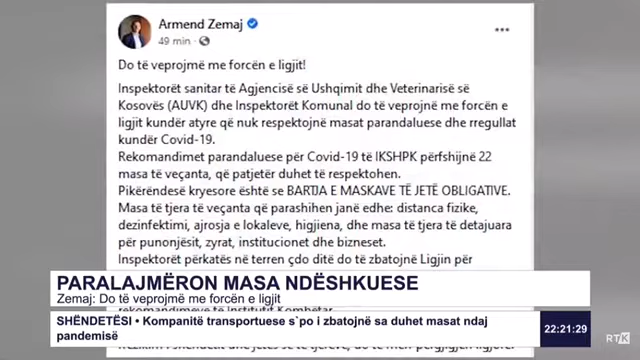 Armend Zemaj
49 min ·
Do të veprojmë me forcën e ligjit!
Inspektorët sanitar të Agjencisë së Ushqimit dhe Veterinarisë së
Kosovës (AUVK) dhe Inspektorët Komunal do të veprojnë me forcën e
ligjit kundër atyre që nuk respektojnë masat parandaluese dhe rregullat
kundër Covid-19.
Rekomandimet parandaluese për Covid-19 të IKSHPK përfshijnë 22
masa të veçanta, që patjetër duhet të respektohen.
Pikërëndesë kryesore është se BARTJA E MASKAVE TË JETË OBLIGATIVE.
Masa të tjera të veçanta që parashihen janë edhe: distanca fizike,
dezinfektimi, ajrosja e lokaleve, higjiena, dhe masa të tjera të detajuara
për punonjësit, zyrat, institucionet dhe bizneset.
Inspektorët përkatës në terren çdo ditë do të zbatojnë Ligjin për
PARALAJMËRON MASA NDËSHKUESE
Zemaj: Do të veprojmë me forcën e ligjit
SHËNDETËSI • Kompanitë transportuese s`po i zbatojnë sa duhet masat ndaj
pandemisë
22:21:29
RTK